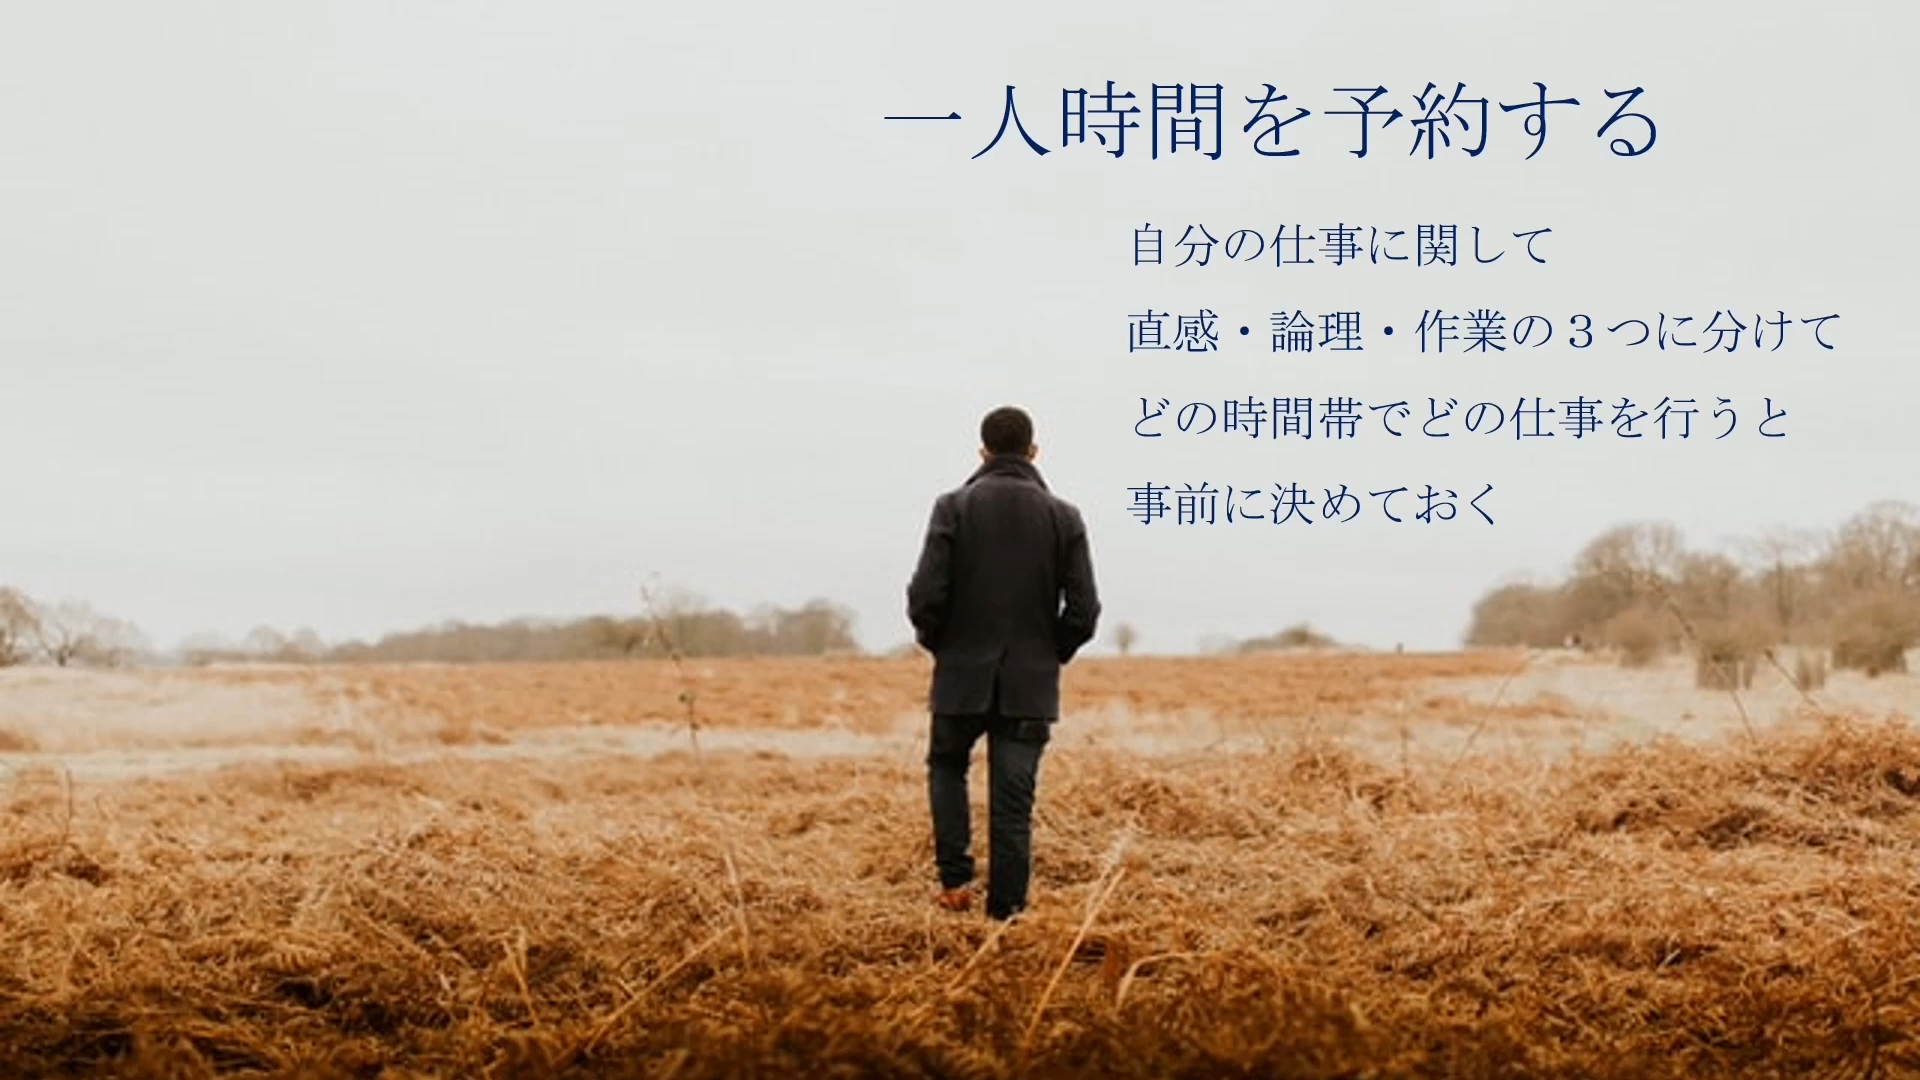 一人時間を予約する
自分の仕事に関して
直感・論理・作業の３つに分けて
どの時間帯でどの仕事を行うと
事前に決めておく